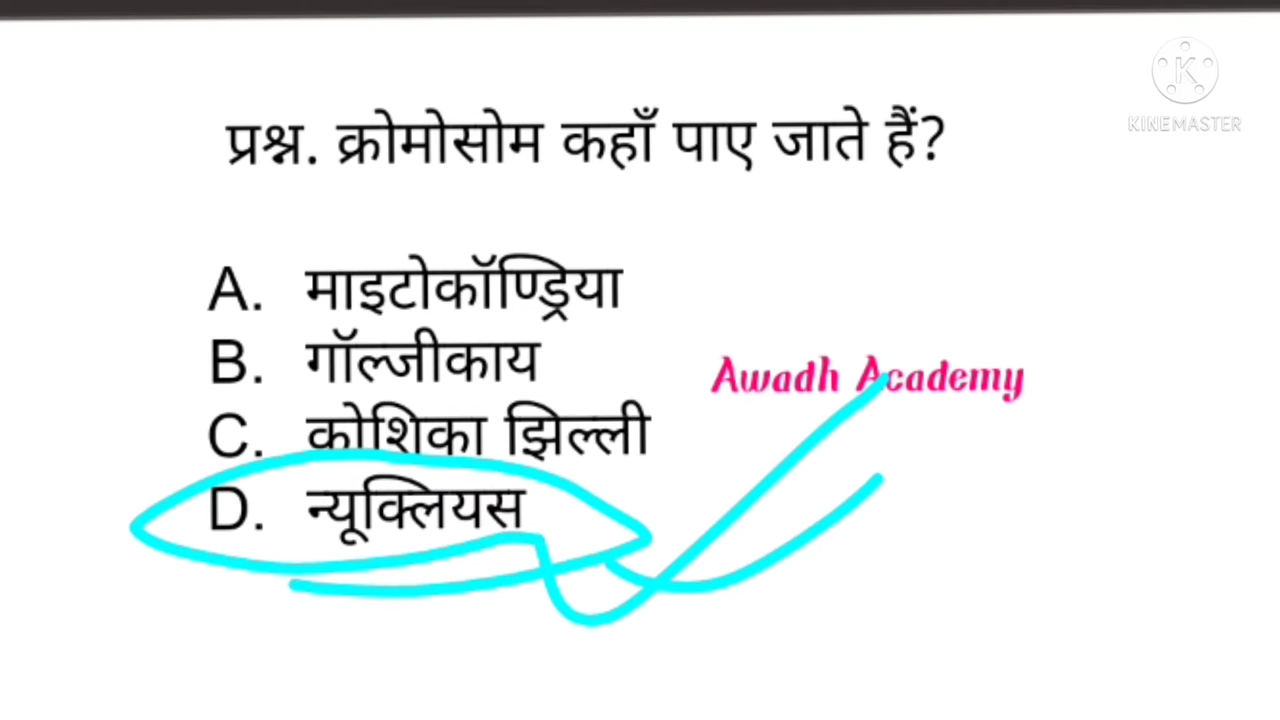 KINEMASTER
प्रश्न. क्रोमोसोम कहाँ पाए जाते हैं?
A. माइटोकॉण्ड्रिया
B. गॉल्जीकाय
Awadh Academy
C. कोशिका झिल्ली
D. न्यूक्लियस